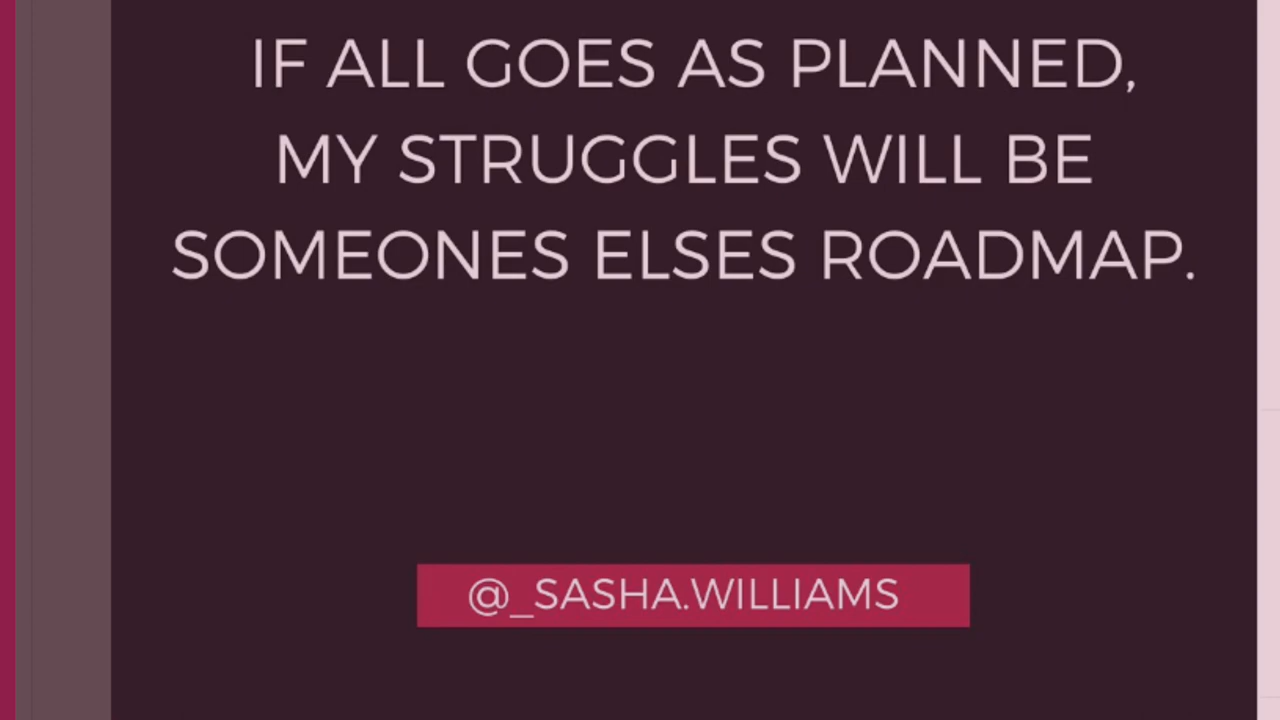 IF ALL GOES AS PLANNED,
MY STRUGGLES WILL BE
SOMEONES ELSES ROADMAP.
@_SASHA.WILLIAMS